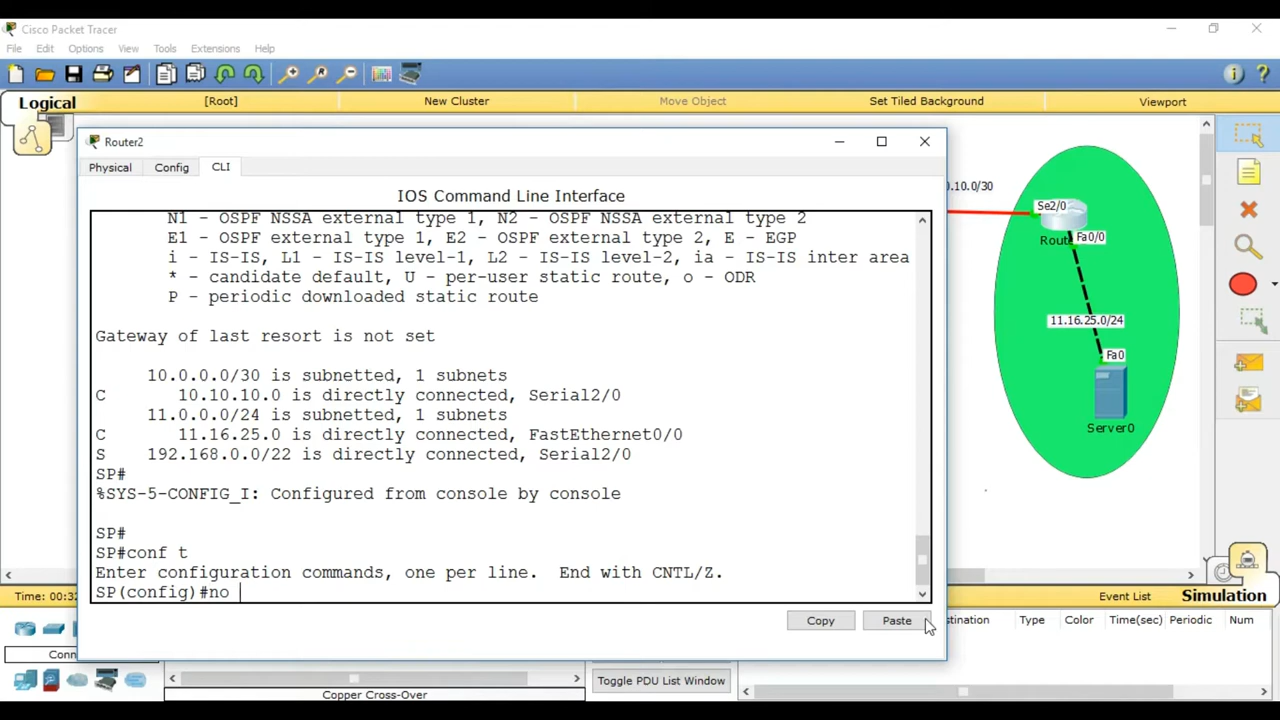 Cisco Packet Tracer
File Edit Options View Tools Extensions Help
Logical [Root] New Cluster Move Object Set Tiled Background Viewport
Router2
Physical Config CLI
IOS Command Line Interface
N1 - OSPF NSSA external type 1, N2 - OSPF NSSA external type 2
E1 - OSPF external type 1, E2 - OSPF external type 2, E - EGP
i - IS-IS, L1 - IS-IS level-1, L2 - IS-IS level-2, ia - IS-IS inter area
* - candidate default, U - per-user static route, o - ODR
P - periodic downloaded static route
Gateway of last resort is not set
10.0.0.0/30 is subnetted, 1 subnets
C 10.10.10.0 is directly connected, Serial2/0
11.0.0.0/24 is subnetted, 1 subnets
C 11.16.25.0 is directly connected, FastEthernet0/0
S 192.168.0.0/22 is directly connected, Serial2/0
SP#
%SYS-5-CONFIG_I: Configured from console by console
SP#
SP#conf t
Enter configuration commands, one per line. End with CNTL/Z.
SP(config)#no
Copy Paste
0.10.0/30
Se2/0
Rout
Fa0/0
11.16.25.0/24
Fa0
Server0
Time: 00:32
Event List Simulation
stination Type Color Time(sec) Periodic Num
Conn
Toggle PDU List Window
Copper Cross-Over